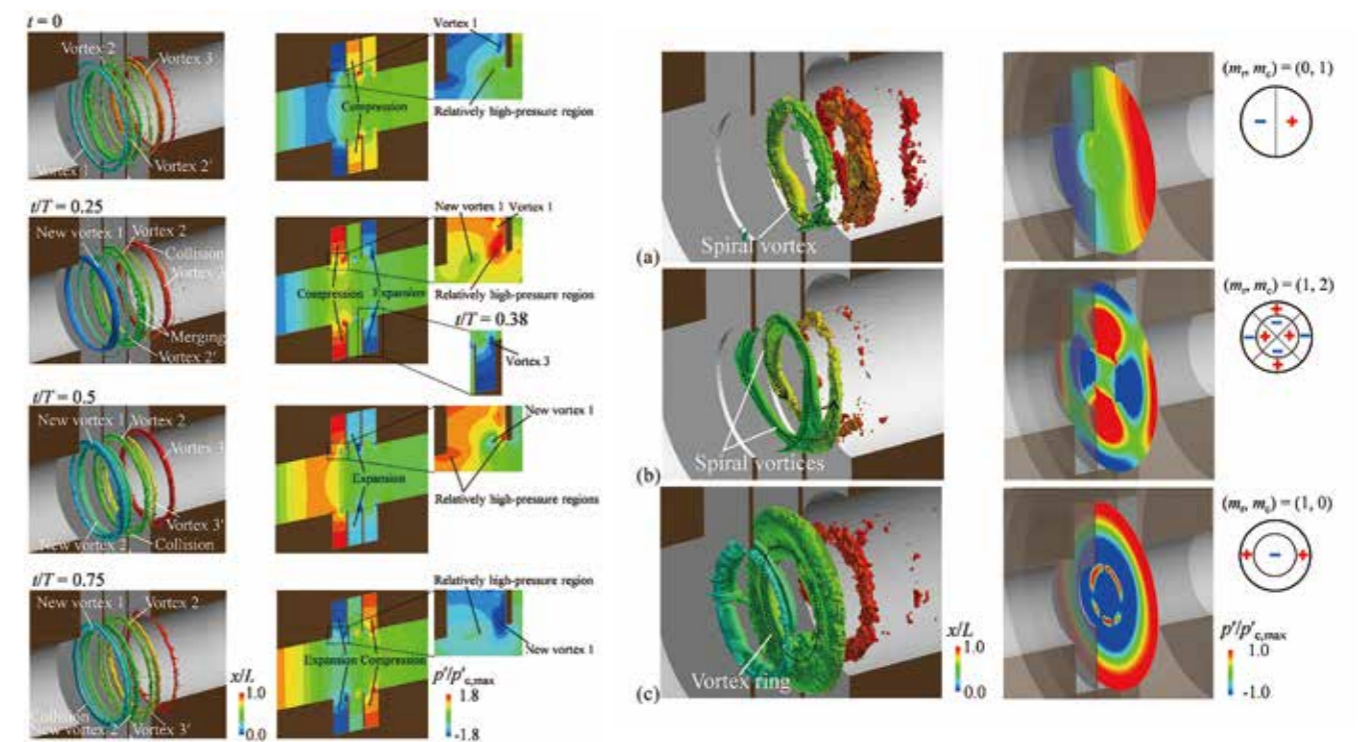 t = 0
Vortex 2
Vortex 3
Vortex 1
Vortex 2'
Vortex 1
Compression
Relatively high-pressure region
t/T = 0.25
New vortex 1
Vortex 2
Collision
Vortex 3
Merging
Vortex 2'
New vortex 1
Vortex 1
Compression
Expansion
Relatively high-pressure region
t/T = 0.38
Vortex 3
t/T = 0.5
New vortex 1
Vortex 2
Vortex 3
Vortex 3'
New vortex 2
Collision
New vortex 1
Expansion
Relatively high-pressure regions
t/T = 0.75
New vortex 1
Vortex 2
Collision
New vortex 2
Vortex 3'
x/L
1.0
0.0
Relatively high-pressure region
Expansion
Compression
New vortex 1
p'/p'c,max
1.8
-1.8
(a)
Spiral vortex
(mr, mc) = (0, 1)
- +
(b)
Spiral vortices
(mr, mc) = (1, 2)
+
-
- + + -
-
+
(c)
Vortex ring
x/L
1.0
0.0
(mr, mc) = (1, 0)
+ - +
p'/p'c,max
1.0
-1.0